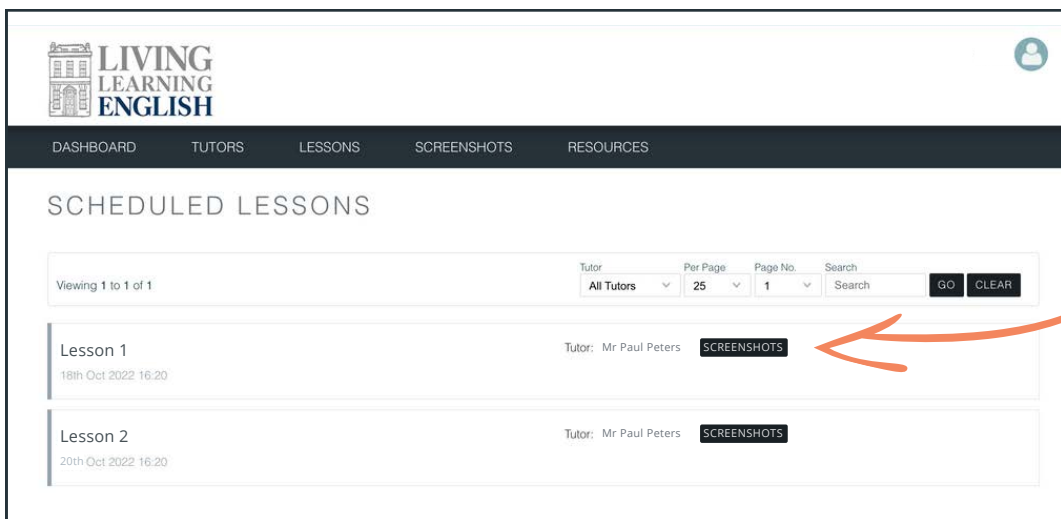 LIVING
LEARNING
ENGLISH
DASHBOARD TUTORS LESSONS SCREENSHOTS RESOURCES
SCHEDULED LESSONS
Tutor Per Page Page No. Search
Viewing 1 to 1 of 1 All Tutors 25 1 Search GO CLEAR
Lesson 1 Tutor: Mr Paul Peters SCREENSHOTS
18th Oct 2022 16:20
Lesson 2 Tutor: Mr Paul Peters SCREENSHOTS
20th Oct 2022 16:20